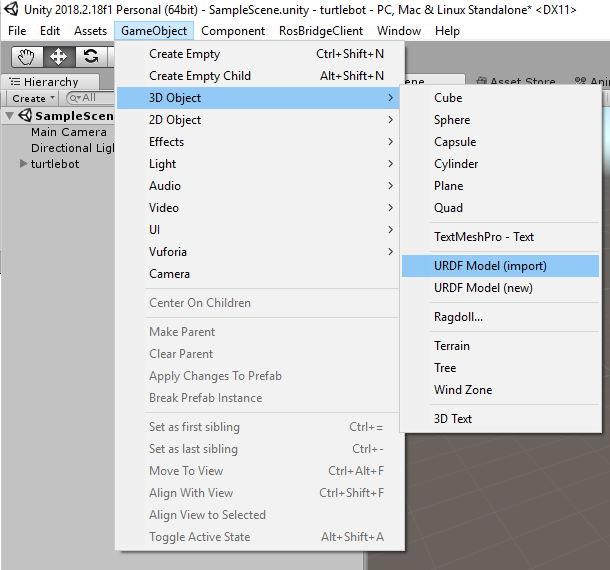 Unity 2018.2.18f1 Personal (64bit) - SampleScene.unity - turtlebot - PC, Mac & Linux Standalone* <DX11>
File Edit Assets GameObject Component RosBridgeClient Window Help
Hierarchy
Create
All
SampleScen
Main Camera
Directional Ligh
turtlebot
Create Empty Ctrl+Shift+N
Create Empty Child Alt+Shift+N
3D Object
2D Object
Effects
Light
Audio
Video
UI
Vuforia
Camera
Center On Children
Make Parent
Clear Parent
Apply Changes To Prefab
Break Prefab Instance
Set as first sibling Ctrl+=
Set as last sibling Ctrl+-
Move To View Ctrl+Alt+F
Align With View Ctrl+Shift+F
Align View to Selected
Toggle Active State Alt+Shift+A
cene
Asset Store
Ani
Cube
Sphere
Capsule
Cylinder
Plane
Quad
TextMeshPro - Text
URDF Model (import)
URDF Model (new)
Ragdoll...
Terrain
Tree
Wind Zone
3D Text